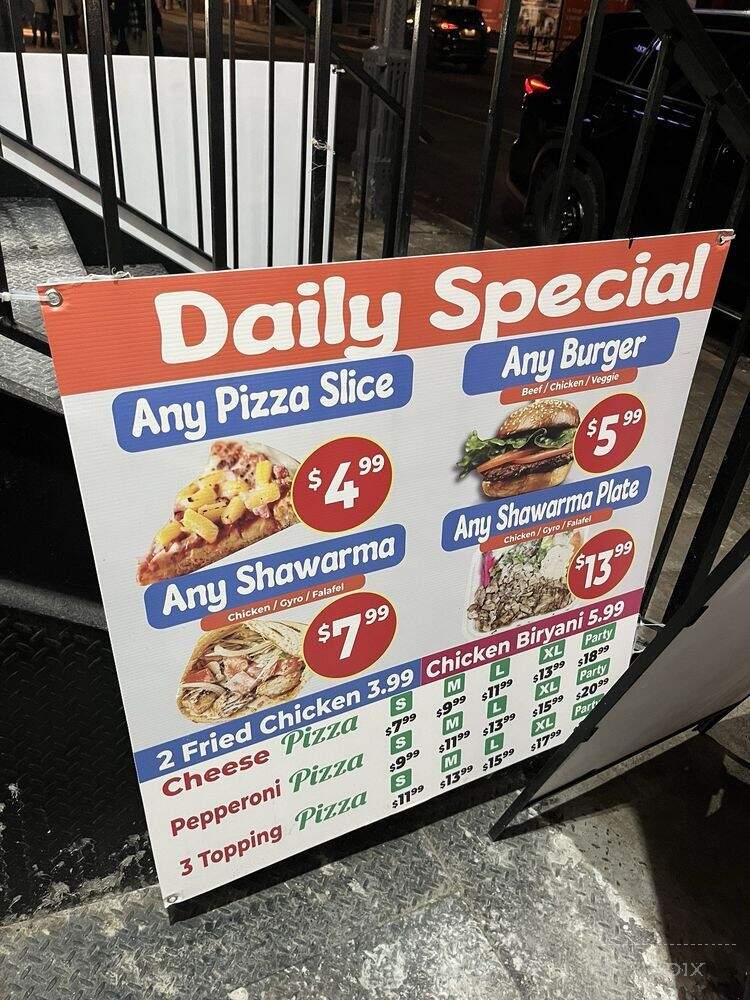 Daily Special
Any Pizza Slice
$4.99
Any Burger
Beef / Chicken / Veggie
$5.99
Any Shawarma
Chicken / Gyro / Falafel
$7.99
Any Shawarma Plate
Chicken / Gyro / Falafel
$13.99
2 Fried Chicken 3.99
Chicken Biryani 5.99
S M L XL Party
Cheese Pizza $7.99 $9.99 $11.99 $13.99 $18.99
S M L XL Party
Pepperoni Pizza $9.99 $11.99 $13.99 $15.99 $20.99
S M L XL Party
3 Topping Pizza $11.99 $13.99 $15.99 $17.99